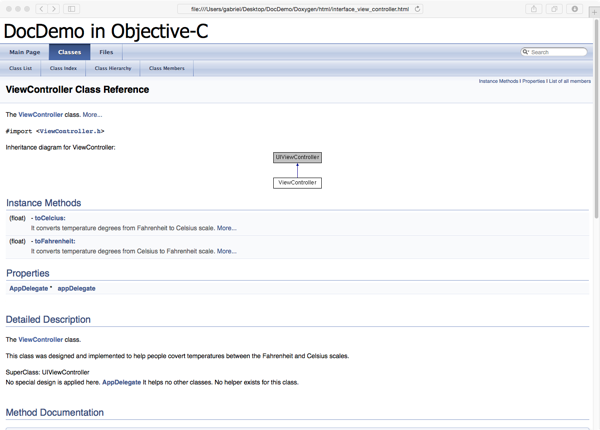 file:///Users/gabriel/Desktop/DocDemo/Doxygen/html/interface_view_controller.html
DocDemo in Objective-C
Main Page Classes Files
Search
Class List Class Index Class Hierarchy Class Members
Instance Methods | Properties | List of all members
ViewController Class Reference
The ViewController class. More...
#import <ViewController.h>
Inheritance diagram for ViewController:
UIViewController
ViewController
Instance Methods
(float) - toCelcius:
It converts temperature degrees from Fahrenheit to Celsius scale. More...
(float) - toFahrenheit:
It converts temperature degrees from Celsius to Fahrenheit scale. More...
Properties
AppDelegate * appDelegate
Detailed Description
The ViewController class.
This class was designed and implemented to help people covert temperatures between the Fahrenheit and Celsius scales.
SuperClass: UIViewController
No special design is applied here. AppDelegate It helps no other classes. No helper exists for this class.
Method Documentation